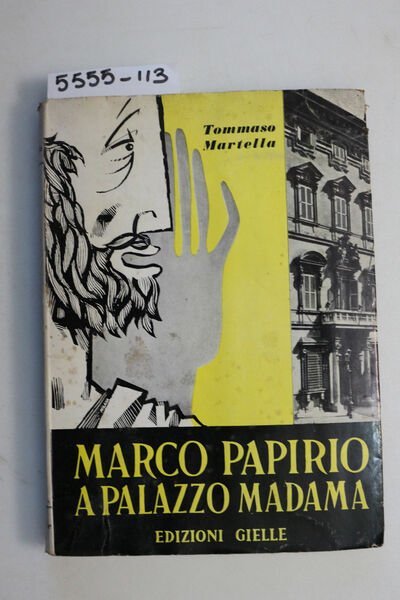 5555-113
Tommaso
Martella
MARCO PAPIRIO
A PALAZZO MADAMA
EDIZIONI GIELLE